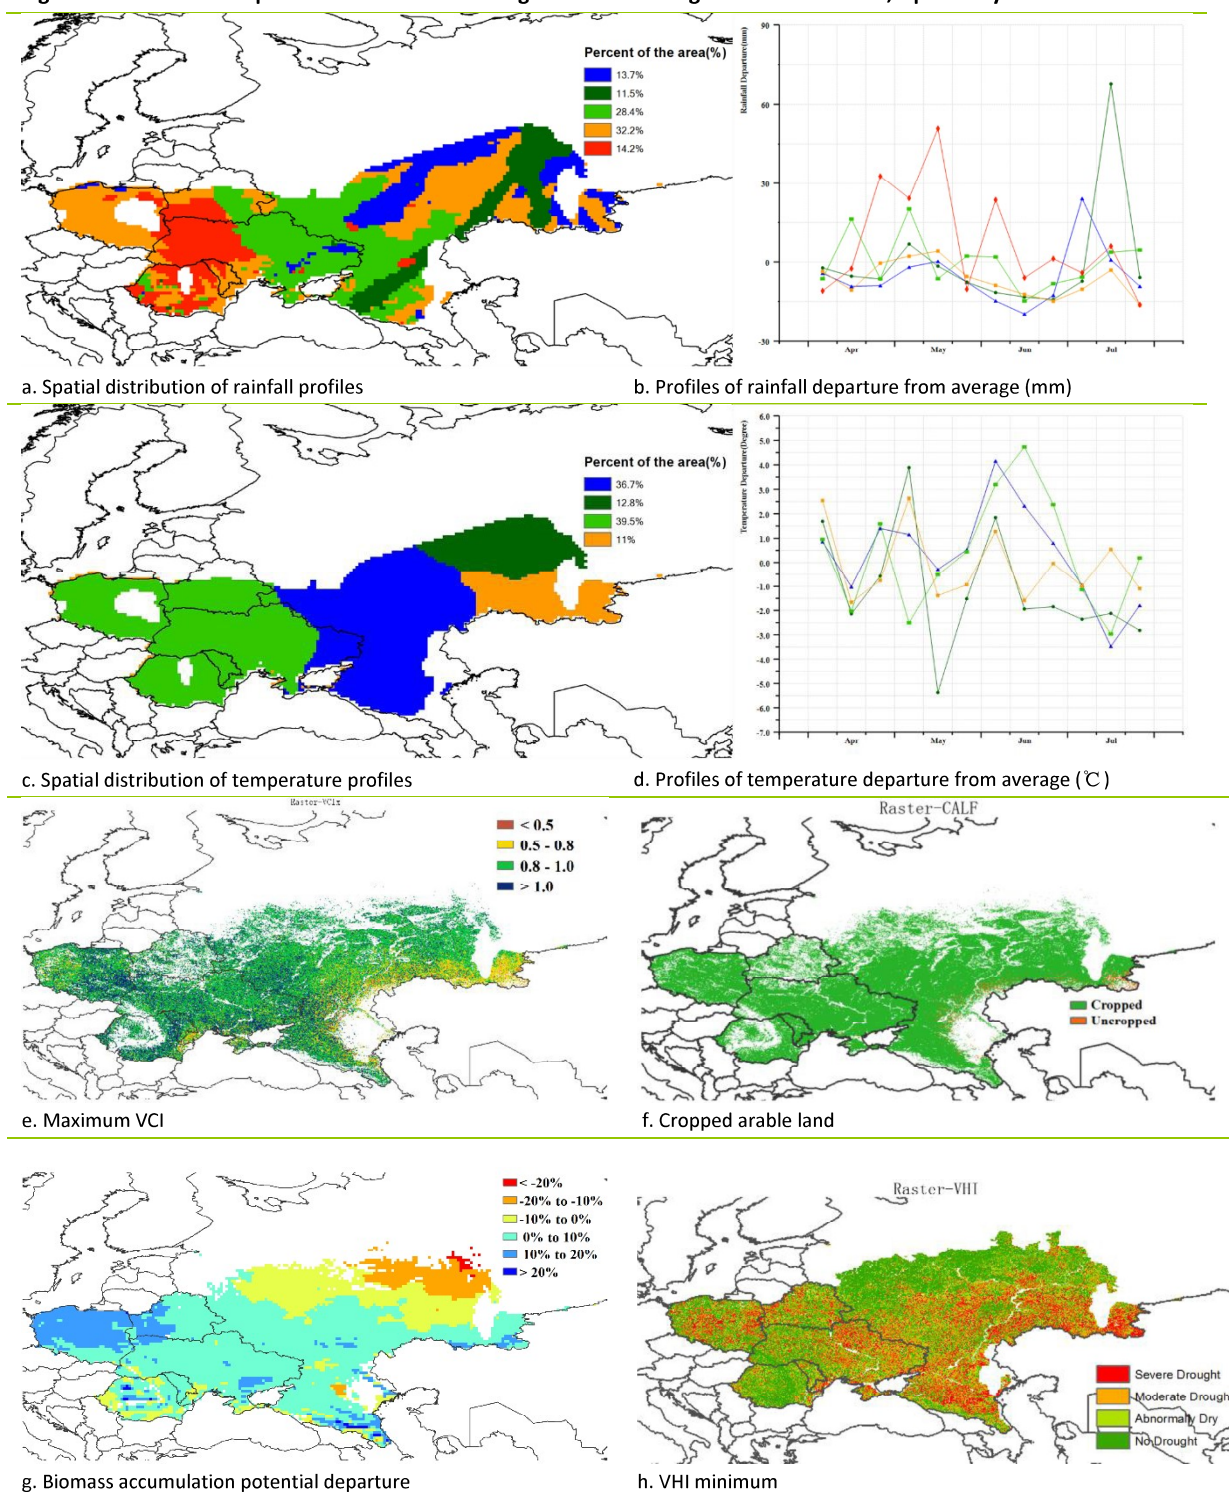 Percent of the area(%)
13.7%
11.5%
28.4%
32.2%
14.2%
Rainfall Departure(mm)
90
60
30
0
-30
Apr May Jun Jul
a. Spatial distribution of rainfall profiles
b. Profiles of rainfall departure from average (mm)
Percent of the area(%)
36.7%
12.8%
39.5%
11%
Temperature Departure(Degree)
6.0
5.0
4.0
3.0
2.0
1.0
0.0
-1.0
-2.0
-3.0
-4.0
-5.0
-6.0
-7.0
Apr May Jun Jul
c. Spatial distribution of temperature profiles
d. Profiles of temperature departure from average (℃)
Raster-VCIx
< 0.5
0.5 - 0.8
0.8 - 1.0
> 1.0
Raster-CALF
Cropped
Uncropped
e. Maximum VCI
f. Cropped arable land
< -20%
-20% to -10%
-10% to 0%
0% to 10%
10% to 20%
> 20%
Raster-VHI
Severe Drought
Moderate Drough
Abnormally Dry
No Drought
g. Biomass accumulation potential departure
h. VHI minimum